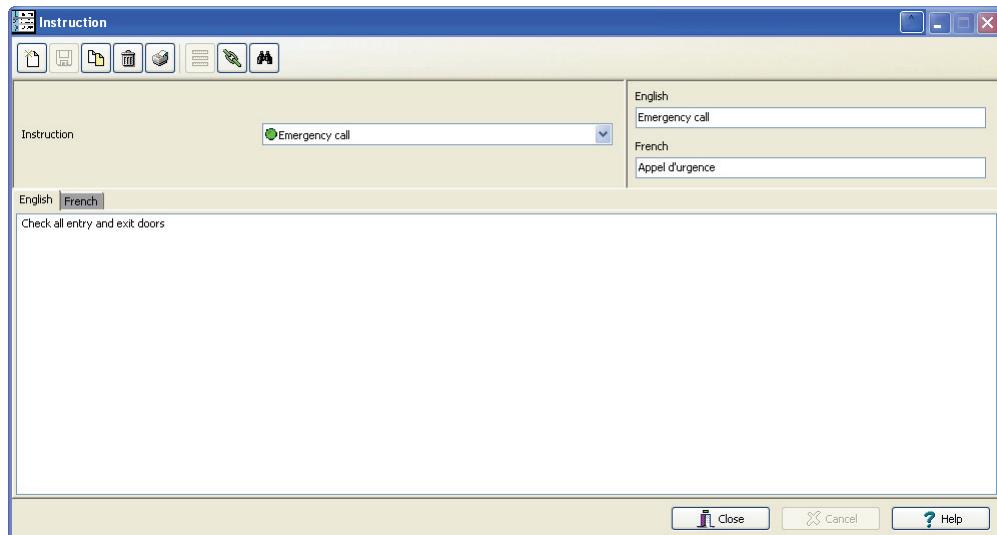 Instruction
English
Emergency call
Instruction
Emergency call
French
Appel d'urgence
English French
Check all entry and exit doors
Close Cancel Help